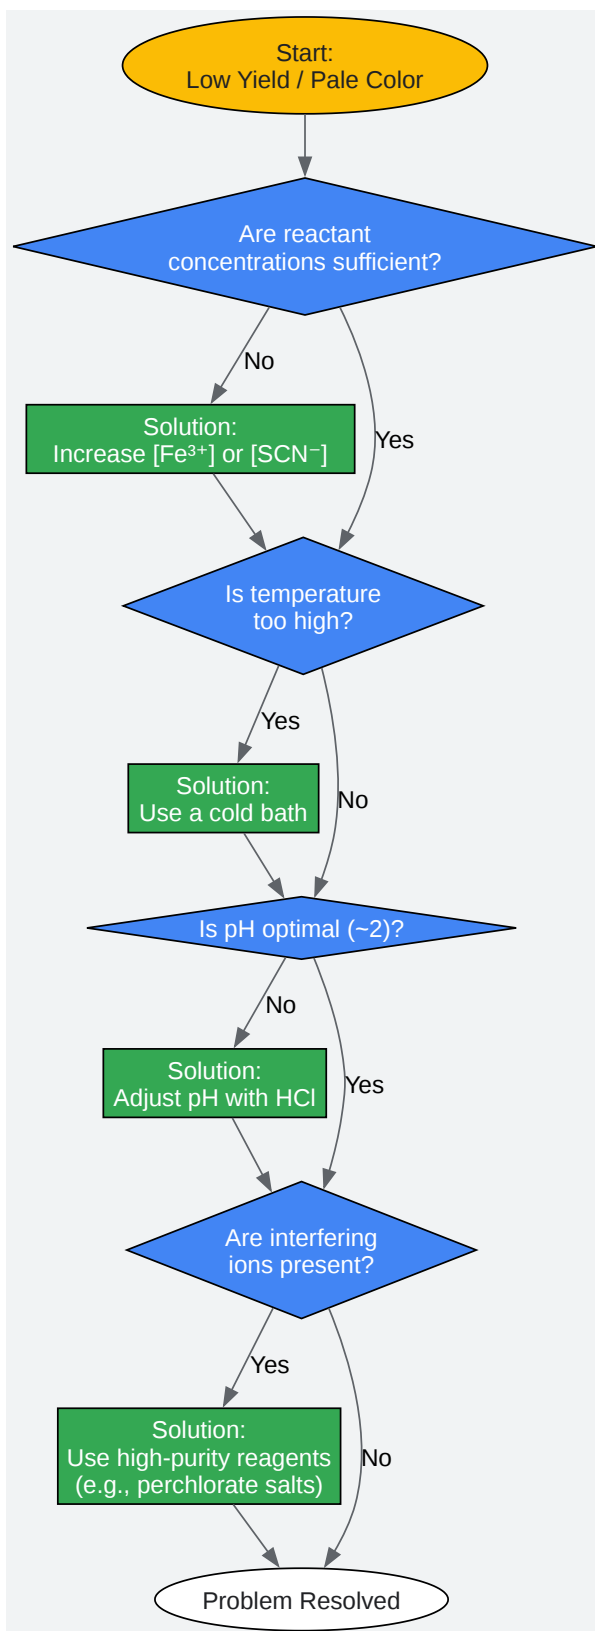 Start:
Low Yield / Pale Color
Are reactant
concentrations sufficient?
No
Solution:
Increase [Fe³⁺] or [SCN⁻]
Yes
Is temperature
too high?
Yes
Solution:
Use a cold bath
No
Is pH optimal (~2)?
No
Solution:
Adjust pH with HCl
Yes
Are interfering
ions present?
Yes
Solution:
Use high-purity reagents
(e.g., perchlorate salts)
No
Problem Resolved